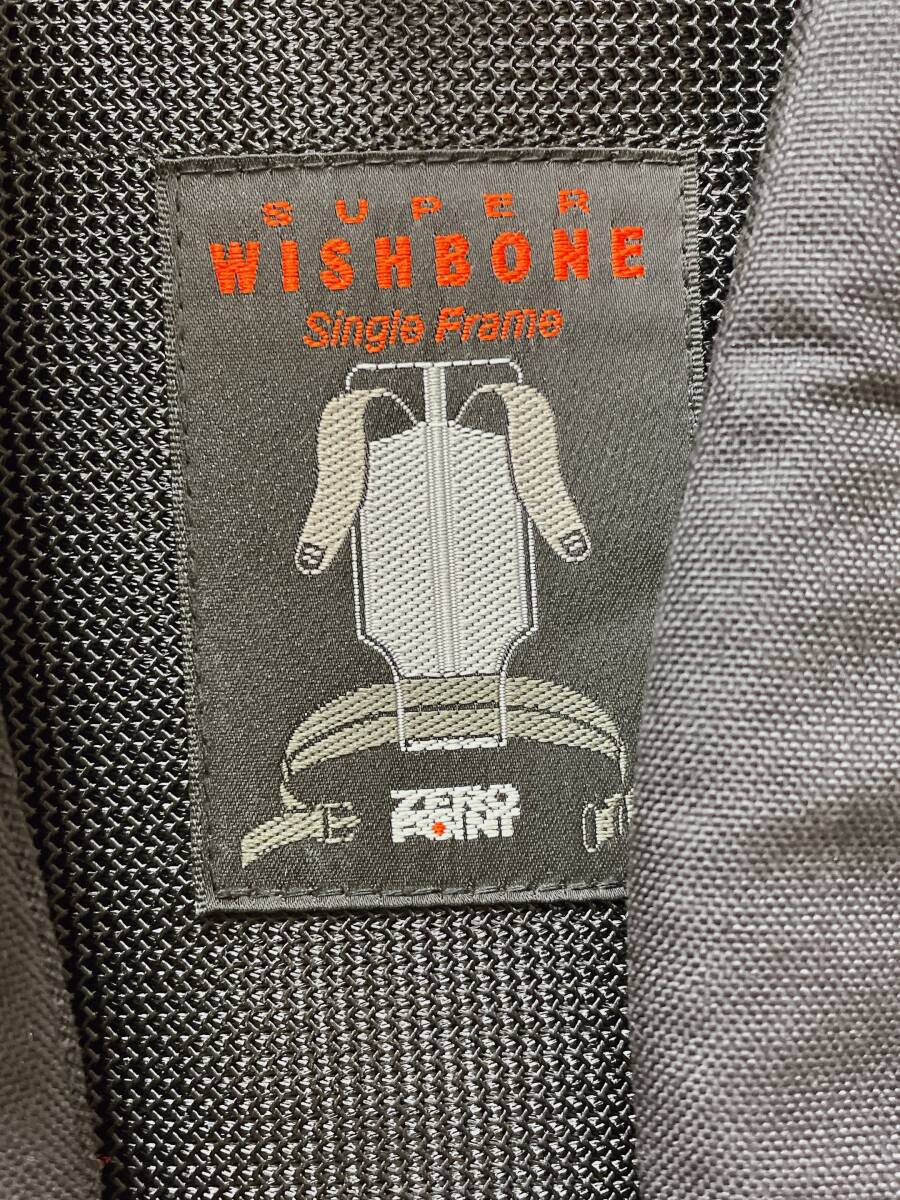 SUPER
WISHBONE
Single Frame
ZERO
POINT